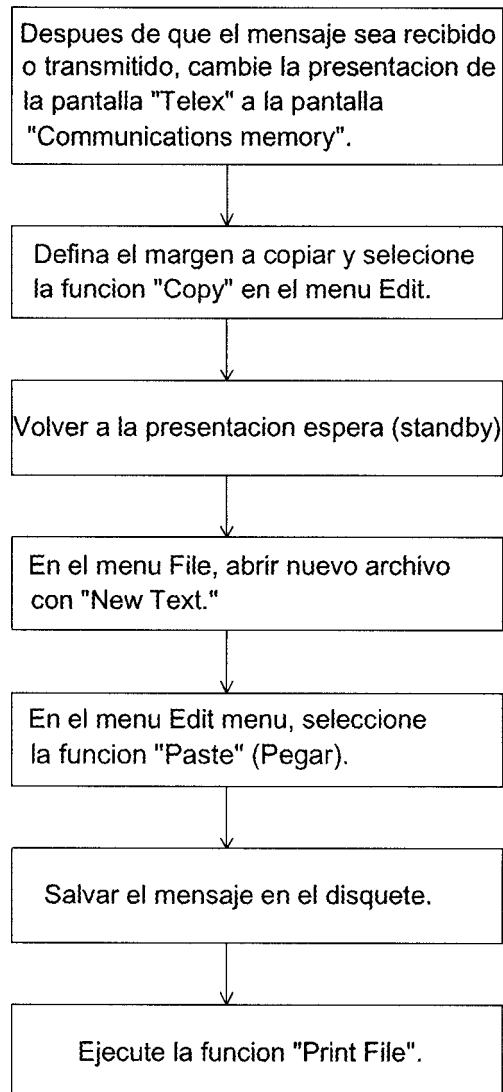 Despues de que el mensaje sea recibido
o transmitido, cambie la presentacion de
la pantalla "Telex" a la pantalla
"Communications memory".
Defina el margen a copiar y selecione
la funcion "Copy" en el menu Edit.
Volver a la presentacion espera (standby)
En el menu File, abrir nuevo archivo
con "New Text."
En el menu Edit menu, seleccione
la funcion "Paste" (Pegar).
Salvar el mensaje en el disquete.
Ejecute la funcion "Print File".